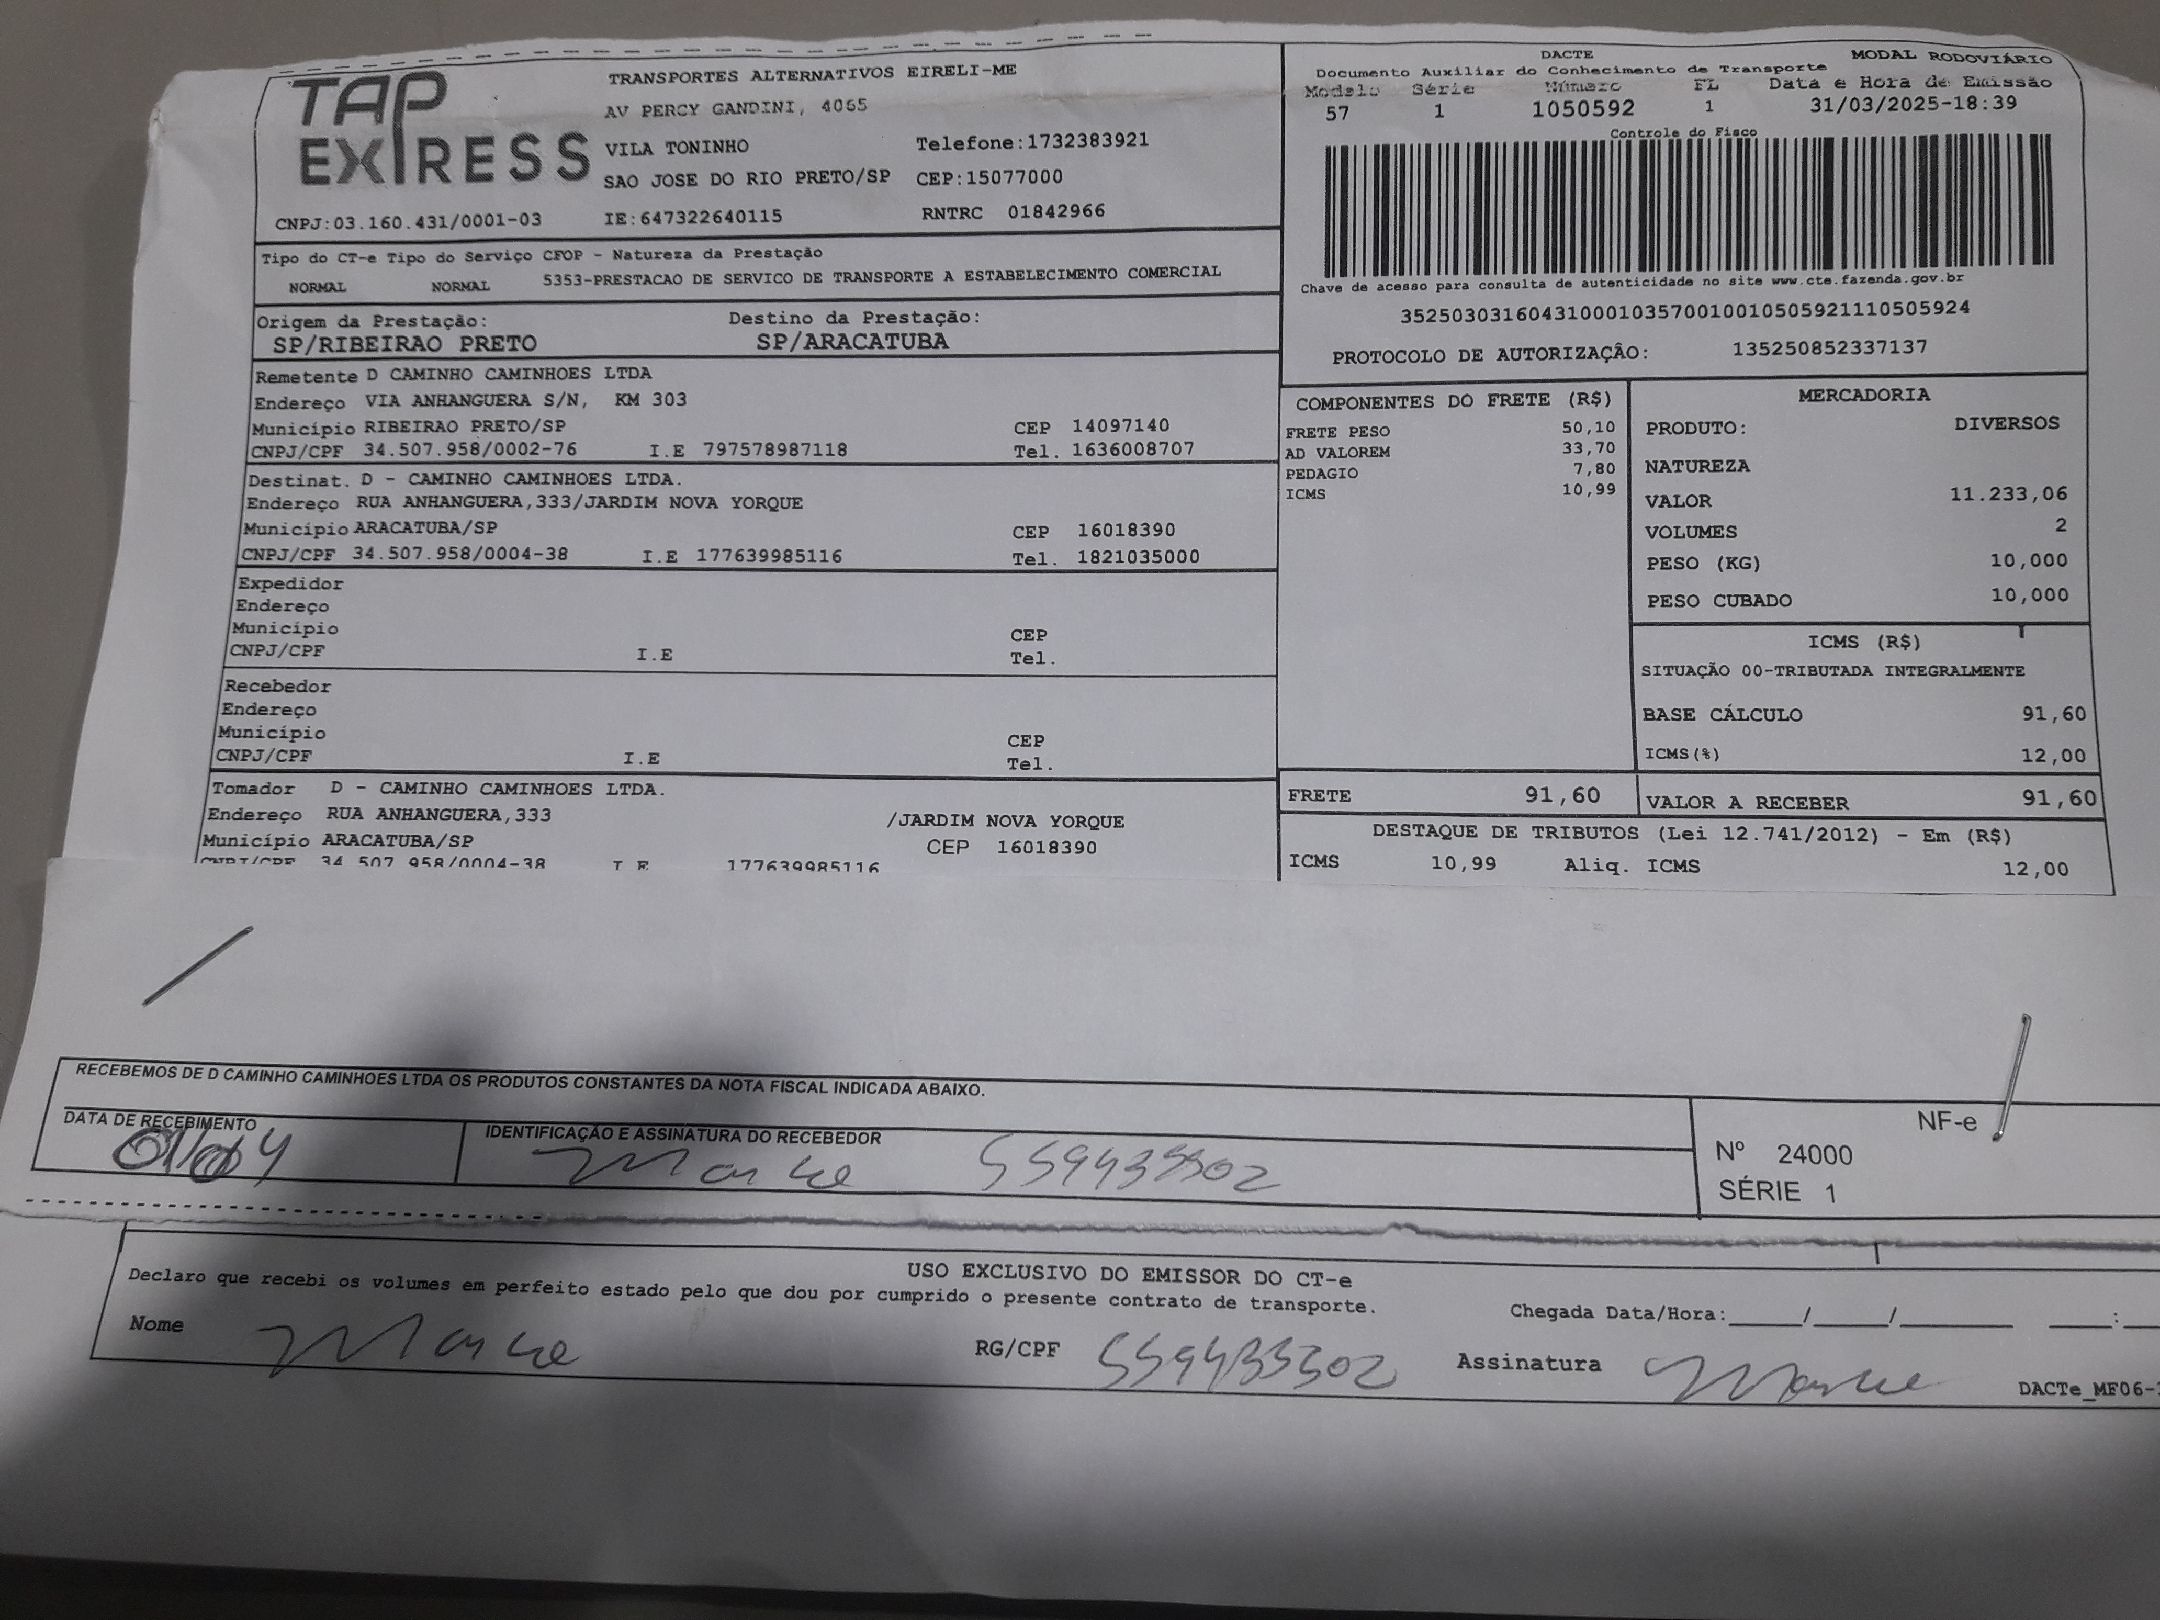 TAP EXPRESS
TRANSPORTES ALTERNATIVOS EIRELI-ME
AV PERCY GANDINI, 4065
VILA TONINHO Telefone:1732383921
SAO JOSE DO RIO PRETO/SP CEP:15077000
CNPJ:03.160.431/0001-03 IE:647322640115 RNTRC 01842966
DACTE MODAL RODOVIÁRIO
Documento Auxiliar do Conhecimento de Transporte
Modelo Série Número FL Data e Hora de Emissão
57 1 1050592 1 31/03/2025-18:39
Controle do Fisco
Chave de acesso para consulta de autenticidade no site www.cte.fazenda.gov.br
35250303160431000103570010010505921110505924
PROTOCOLO DE AUTORIZAÇÃO: 135250852337137
Tipo do CT-e Tipo do Serviço CFOP - Natureza da Prestação
NORMAL NORMAL 5353-PRESTACAO DE SERVICO DE TRANSPORTE A ESTABELECIMENTO COMERCIAL
Origem da Prestação: Destino da Prestação:
SP/RIBEIRAO PRETO SP/ARACATUBA
Remetente D CAMINHO CAMINHOES LTDA
Endereço VIA ANHANGUERA S/N, KM 303
Município RIBEIRAO PRETO/SP CEP 14097140
CNPJ/CPF 34.507.958/0002-76 I.E 797578987118 Tel. 1636008707
Destinat. D - CAMINHO CAMINHOES LTDA.
Endereço RUA ANHANGUERA,333/JARDIM NOVA YORQUE
Município ARACATUBA/SP CEP 16018390
CNPJ/CPF 34.507.958/0004-38 I.E 177639985116 Tel. 1821035000
Expedidor
Endereço
Município CEP
CNPJ/CPF I.E Tel.
Recebedor
Endereço
Município CEP
CNPJ/CPF I.E Tel.
Tomador D - CAMINHO CAMINHOES LTDA.
Endereço RUA ANHANGUERA,333 /JARDIM NOVA YORQUE
Município ARACATUBA/SP CEP 16018390
CNPJ/CPF 34.507.958/0004-38 I.E 177639985116
COMPONENTES DO FRETE (R$)
FRETE PESO 50,10
AD VALOREM 33,70
PEDAGIO 7,80
ICMS 10,99
MERCADORIA
PRODUTO: DIVERSOS
NATUREZA
VALOR 11.233,06
VOLUMES 2
PESO (KG) 10,000
PESO CUBADO 10,000
ICMS (R$)
SITUAÇÃO 00-TRIBUTADA INTEGRALMENTE
BASE CÁLCULO 91,60
ICMS(%) 12,00
FRETE 91,60 VALOR A RECEBER 91,60
DESTAQUE DE TRIBUTOS (Lei 12.741/2012) - Em (R$)
ICMS 10,99 Aliq. ICMS 12,00
RECEBEMOS DE D CAMINHO CAMINHOES LTDA OS PRODUTOS CONSTANTES DA NOTA FISCAL INDICADA ABAIXO.
DATA DE RECEBIMENTO IDENTIFICAÇÃO E ASSINATURA DO RECEBEDOR
01/04
NF-e
Nº 24000
SÉRIE 1
USO EXCLUSIVO DO EMISSOR DO CT-e
Declaro que recebi os volumes em perfeito estado pelo que dou por cumprido o presente contrato de transporte.
Chegada Data/Hora:____/____/______ ___:
Nome RG/CPF Assinatura
DACTe_MF06-